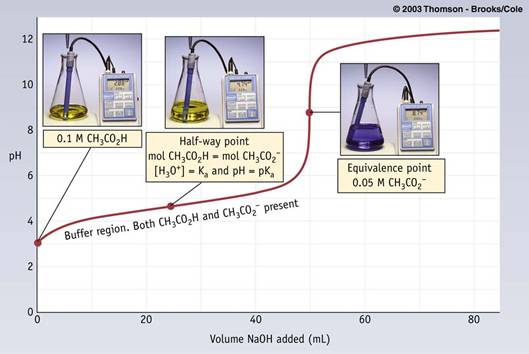 © 2003 Thomson - Brooks/Cole
12
10
8
6
4
2
0
pH
0.1 M CH₃CO₂H
Half-way point
mol CH₃CO₂H = mol CH₃CO₂⁻
[H₃O⁺] = Kₐ and pH = pKₐ
Equivalence point
0.05 M CH₃CO₂⁻
Buffer region. Both CH₃CO₂H and CH₃CO₂⁻ present
0
20
40
60
80
Volume NaOH added (mL)